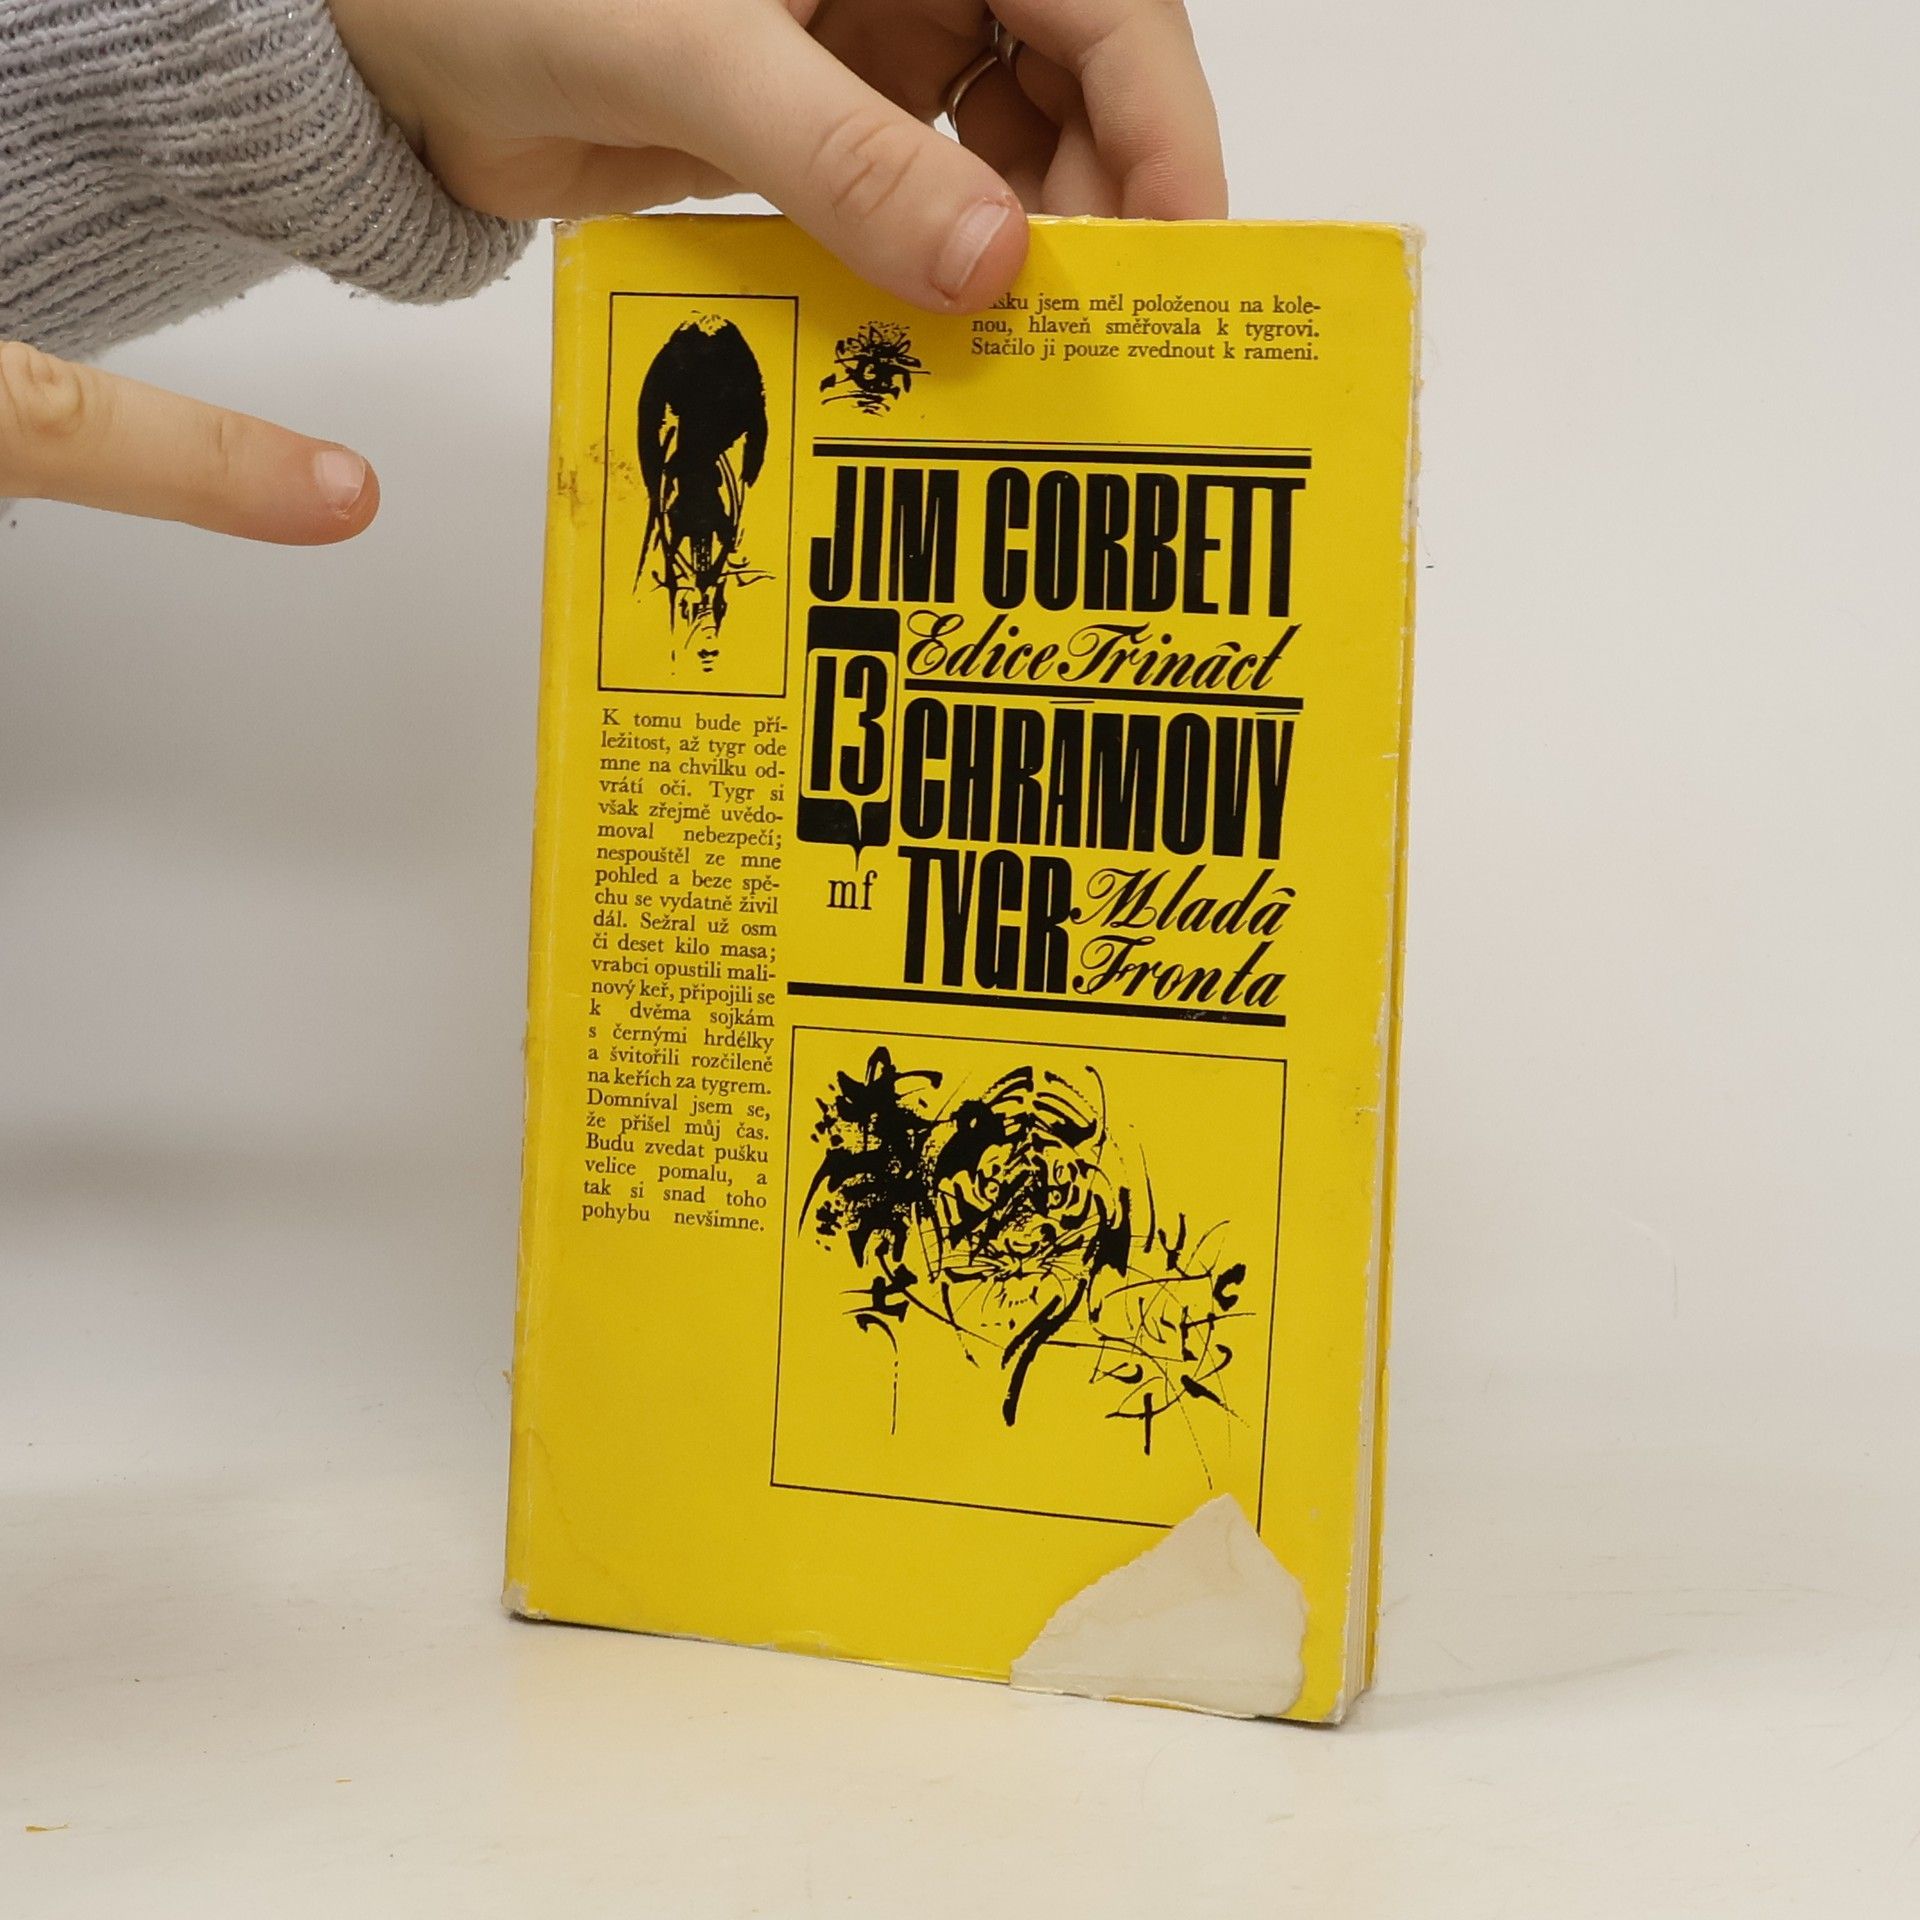 jsem měl položenou na kole-
nou, hlaveň směřovala k tygrovi.
Stačilo ji pouze zvednout k rameni.
JIM CORBETT
Edice Třináct
13
CHRÁMOVÝ
TYGR
Mladá
Fronta
mf
K tomu bude pří-
ležitost, až tygr ode
mne na chvilku od-
vrátí oči. Tygr si
však zřejmě uvědo-
moval nebezpečí;
nespouštěl ze mne
pohled a beze spě-
chu se vydatně živil
dál. Sežral už osm
či deset kilo masa;
vrabci opustili mali-
nový keř, připojili se
k dvěma sojkám
s černými hrdélky
a švitořili rozčileně
na keřích za tygrem.
Domníval jsem se,
že přišel můj čas.
Budu zvedat pušku
velice pomalu, a
tak si snad toho
pohybu nevšimne.